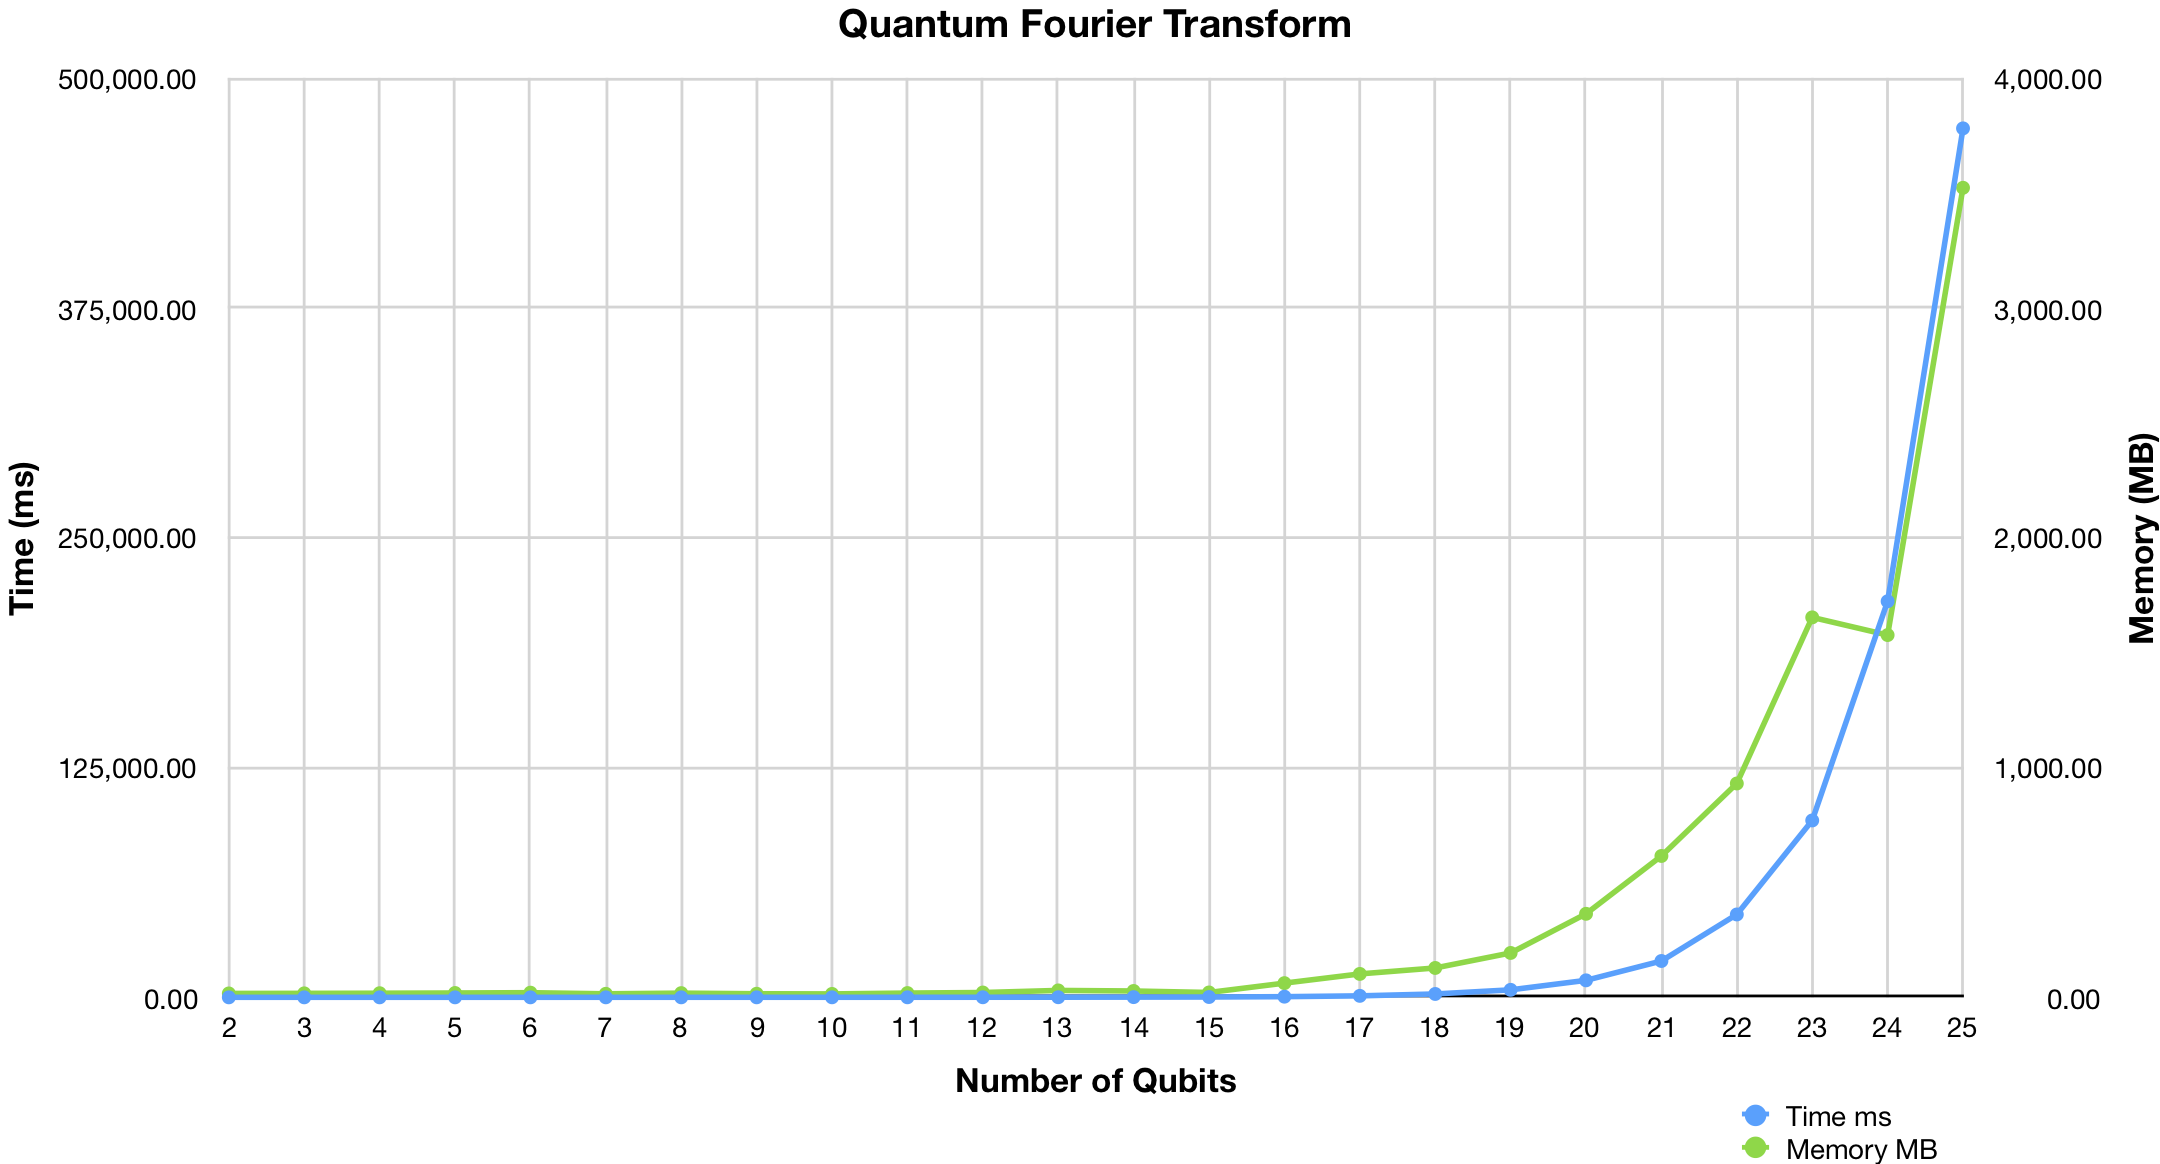 Quantum Fourier Transform
500,000.00
375,000.00
250,000.00
125,000.00
0.00
Time (ms)
4,000.00
3,000.00
2,000.00
1,000.00
0.00
Memory (MB)
2 3 4 5 6 7 8 9 10 11 12 13 14 15 16 17 18 19 20 21 22 23 24 25
Number of Qubits
Time ms
Memory MB